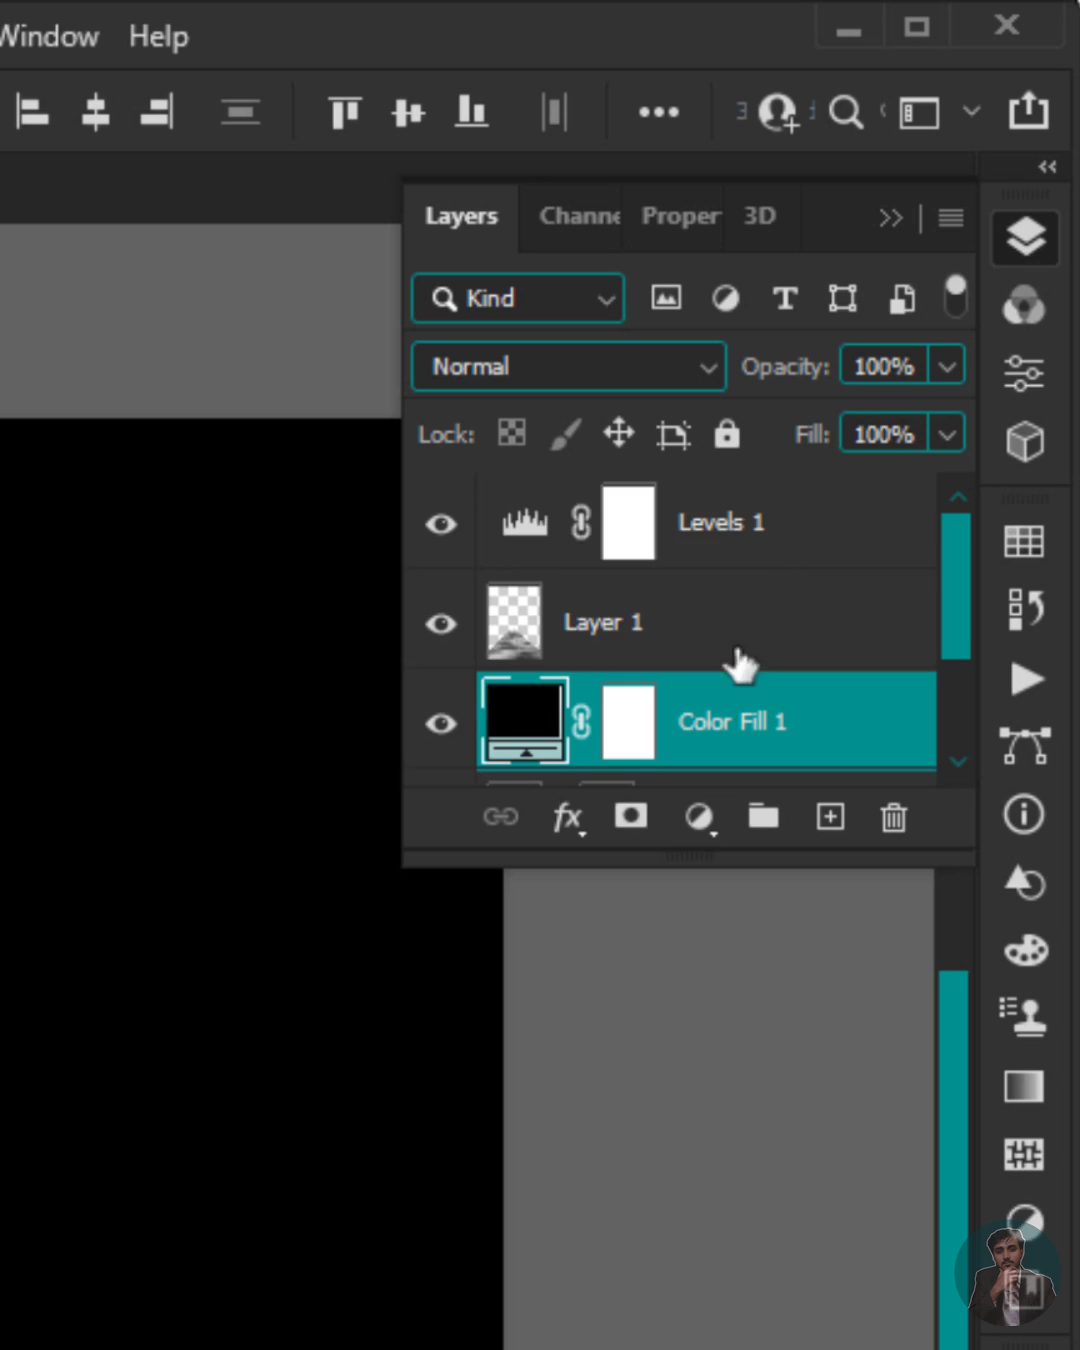 Window Help
Layers Channe Proper 3D
Kind T
Normal Opacity: 100%
Lock: Fill: 100%
Levels 1
Layer 1
Color Fill 1
fx